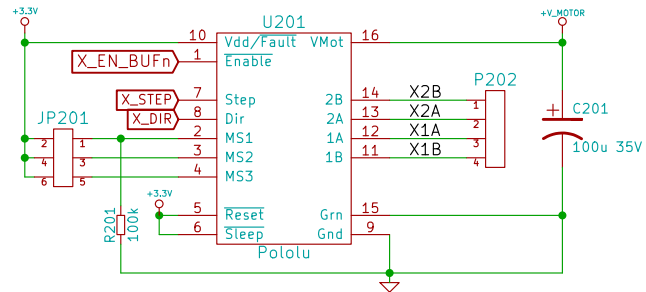 +3.3V
U201
+V_MOTOR
10 Vdd/Fault VMot 16
X_EN_BUFn 1 Enable
P202
X_STEP 7 Step 2B 14 X2B 1
X_DIR 8 Dir 2A 13 X2A 2
JP201
2 1 2 MS1 1A 12 X1A 3
4 3 3 MS2 1B 11 X1B 4
6 5 4 MS3
C201
100u 35V
+3.3V
R201
100k
5 Reset Grn 15
6 Sleep Gnd 9
Pololu